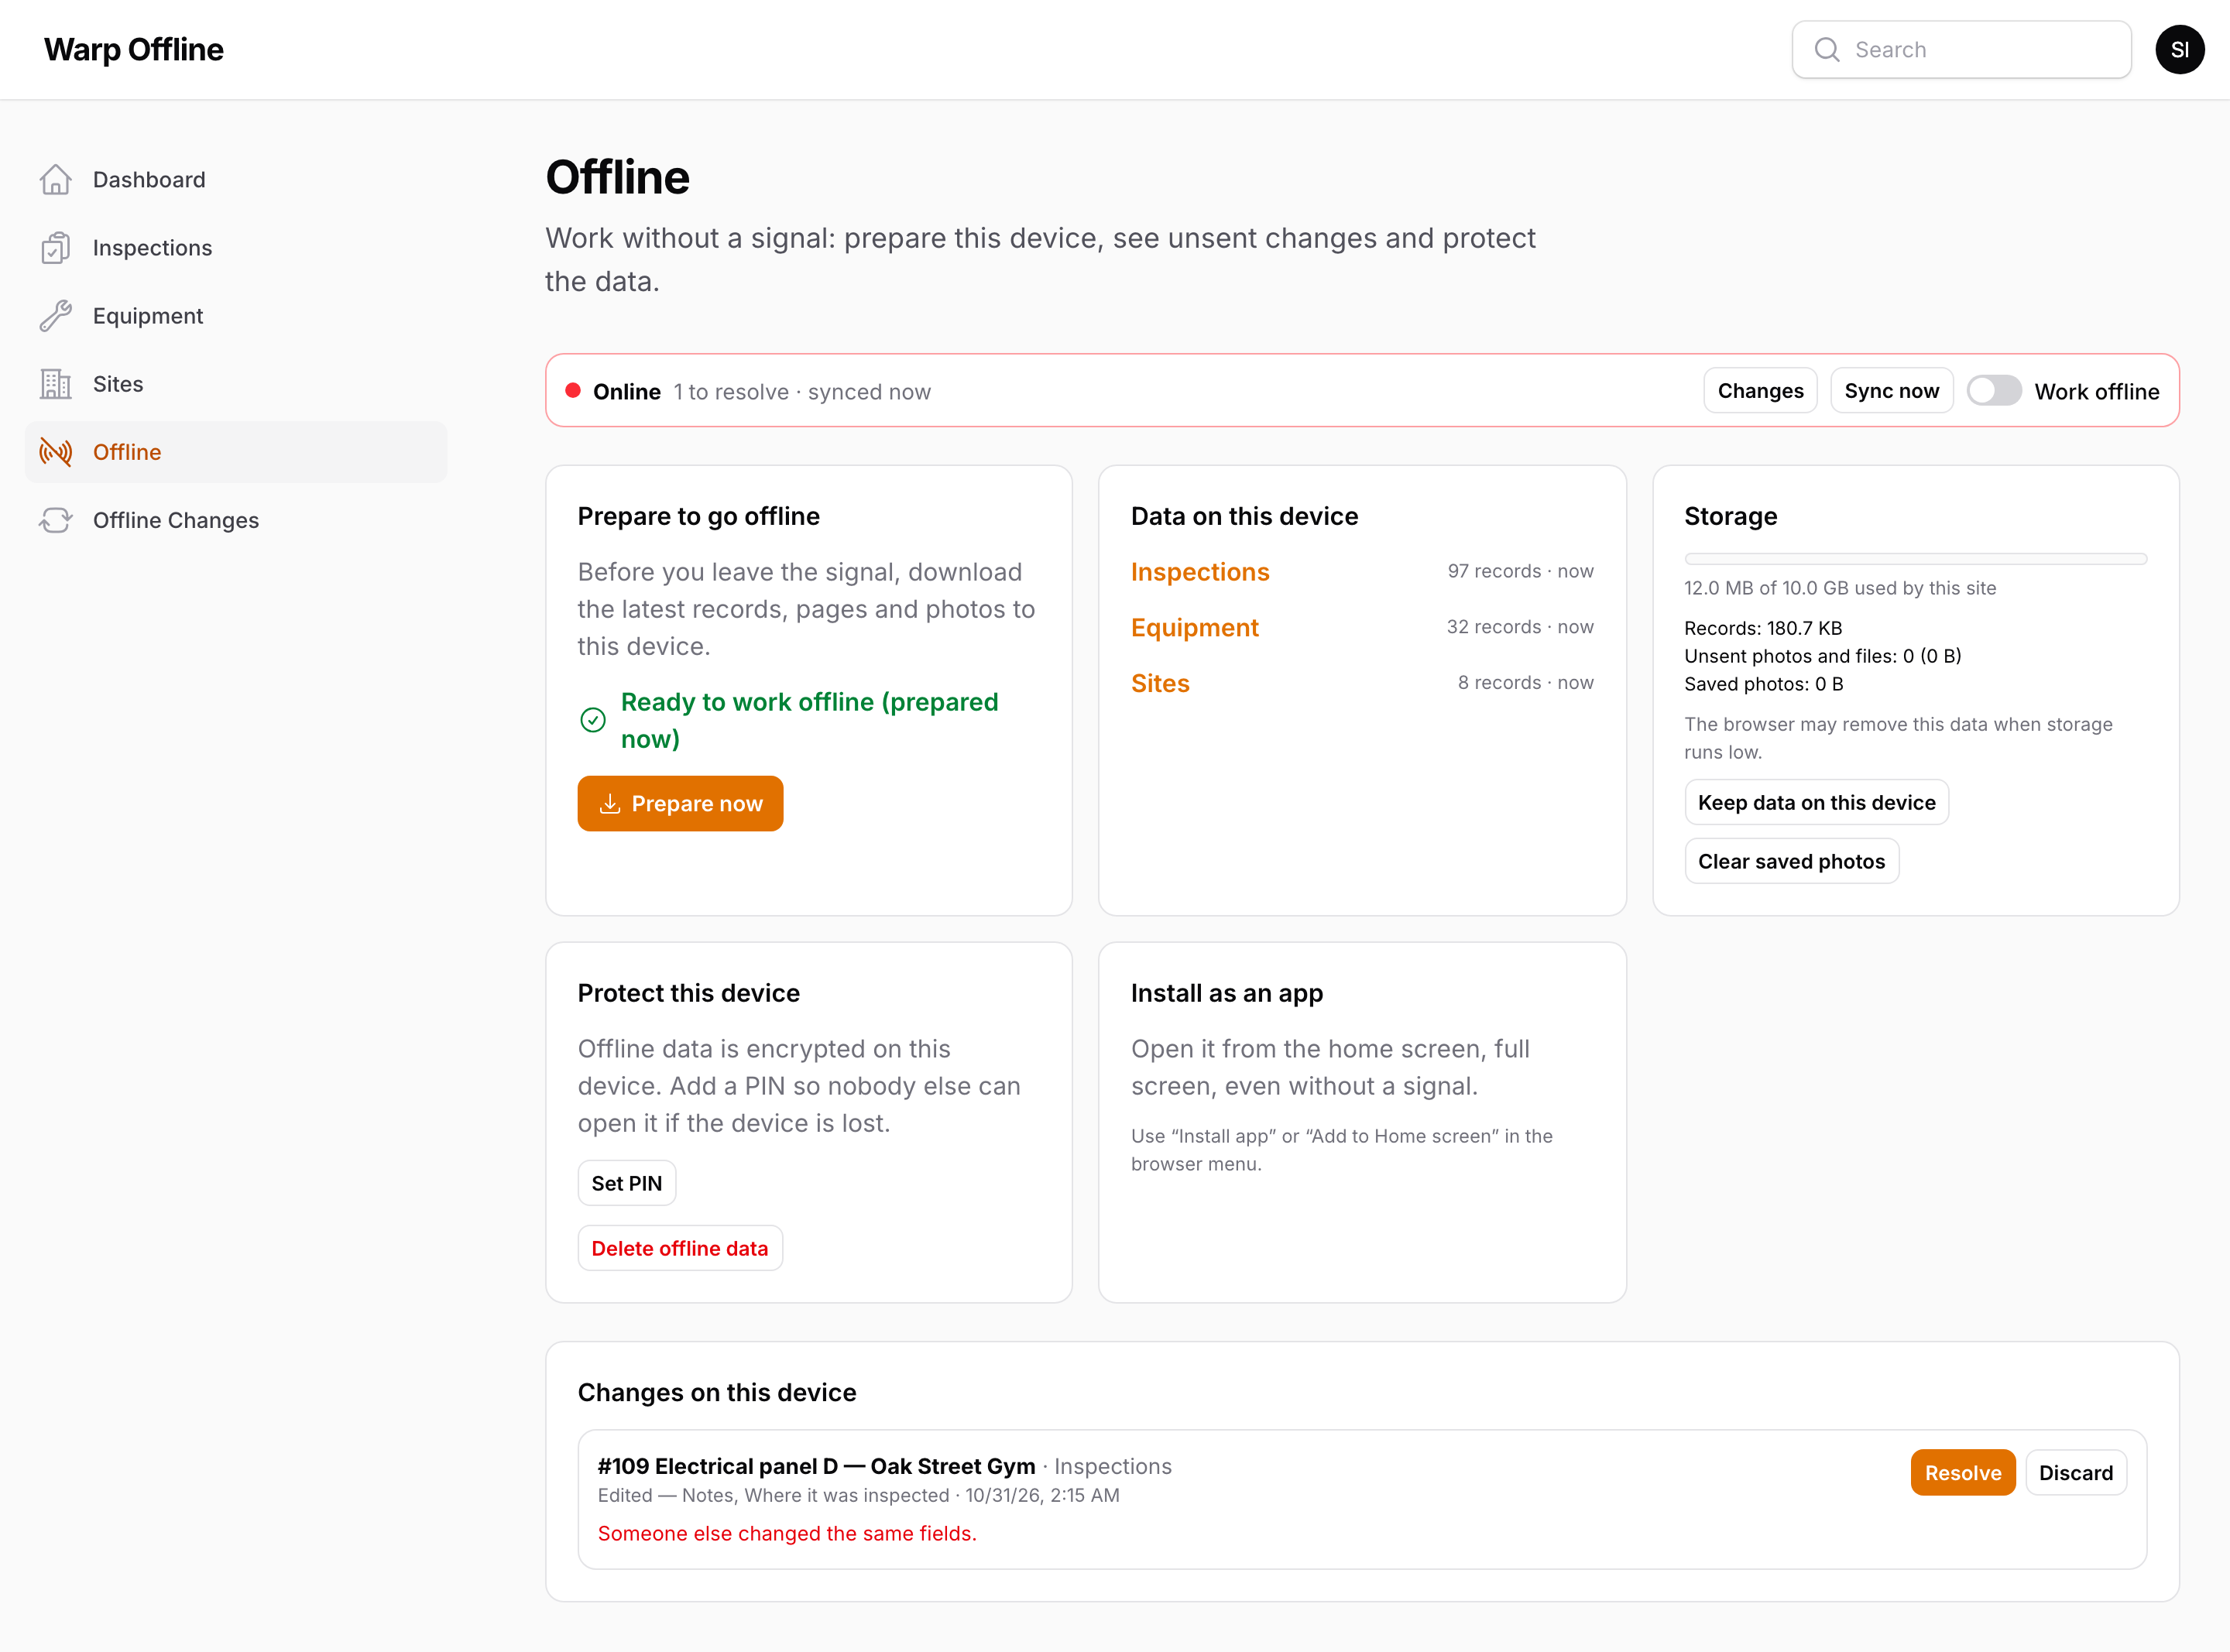 Warp Offline
Search
SI
Dashboard
Inspections
Equipment
Sites
Offline
Offline Changes
Offline
Work without a signal: prepare this device, see unsent changes and protect
the data.
Online 1 to resolve · synced now
Changes
Sync now
Work offline
Prepare to go offline
Before you leave the signal, download
the latest records, pages and photos to
this device.
Ready to work offline (prepared
now)
Prepare now
Data on this device
Inspections 97 records · now
Equipment 32 records · now
Sites 8 records · now
Storage
12.0 MB of 10.0 GB used by this site
Records: 180.7 KB
Unsent photos and files: 0 (0 B)
Saved photos: 0 B
The browser may remove this data when storage
runs low.
Keep data on this device
Clear saved photos
Protect this device
Offline data is encrypted on this
device. Add a PIN so nobody else can
open it if the device is lost.
Set PIN
Delete offline data
Install as an app
Open it from the home screen, full
screen, even without a signal.
Use “Install app” or “Add to Home screen” in the
browser menu.
Changes on this device
#109 Electrical panel D — Oak Street Gym · Inspections
Edited — Notes, Where it was inspected · 10/31/26, 2:15 AM
Someone else changed the same fields.
Resolve
Discard